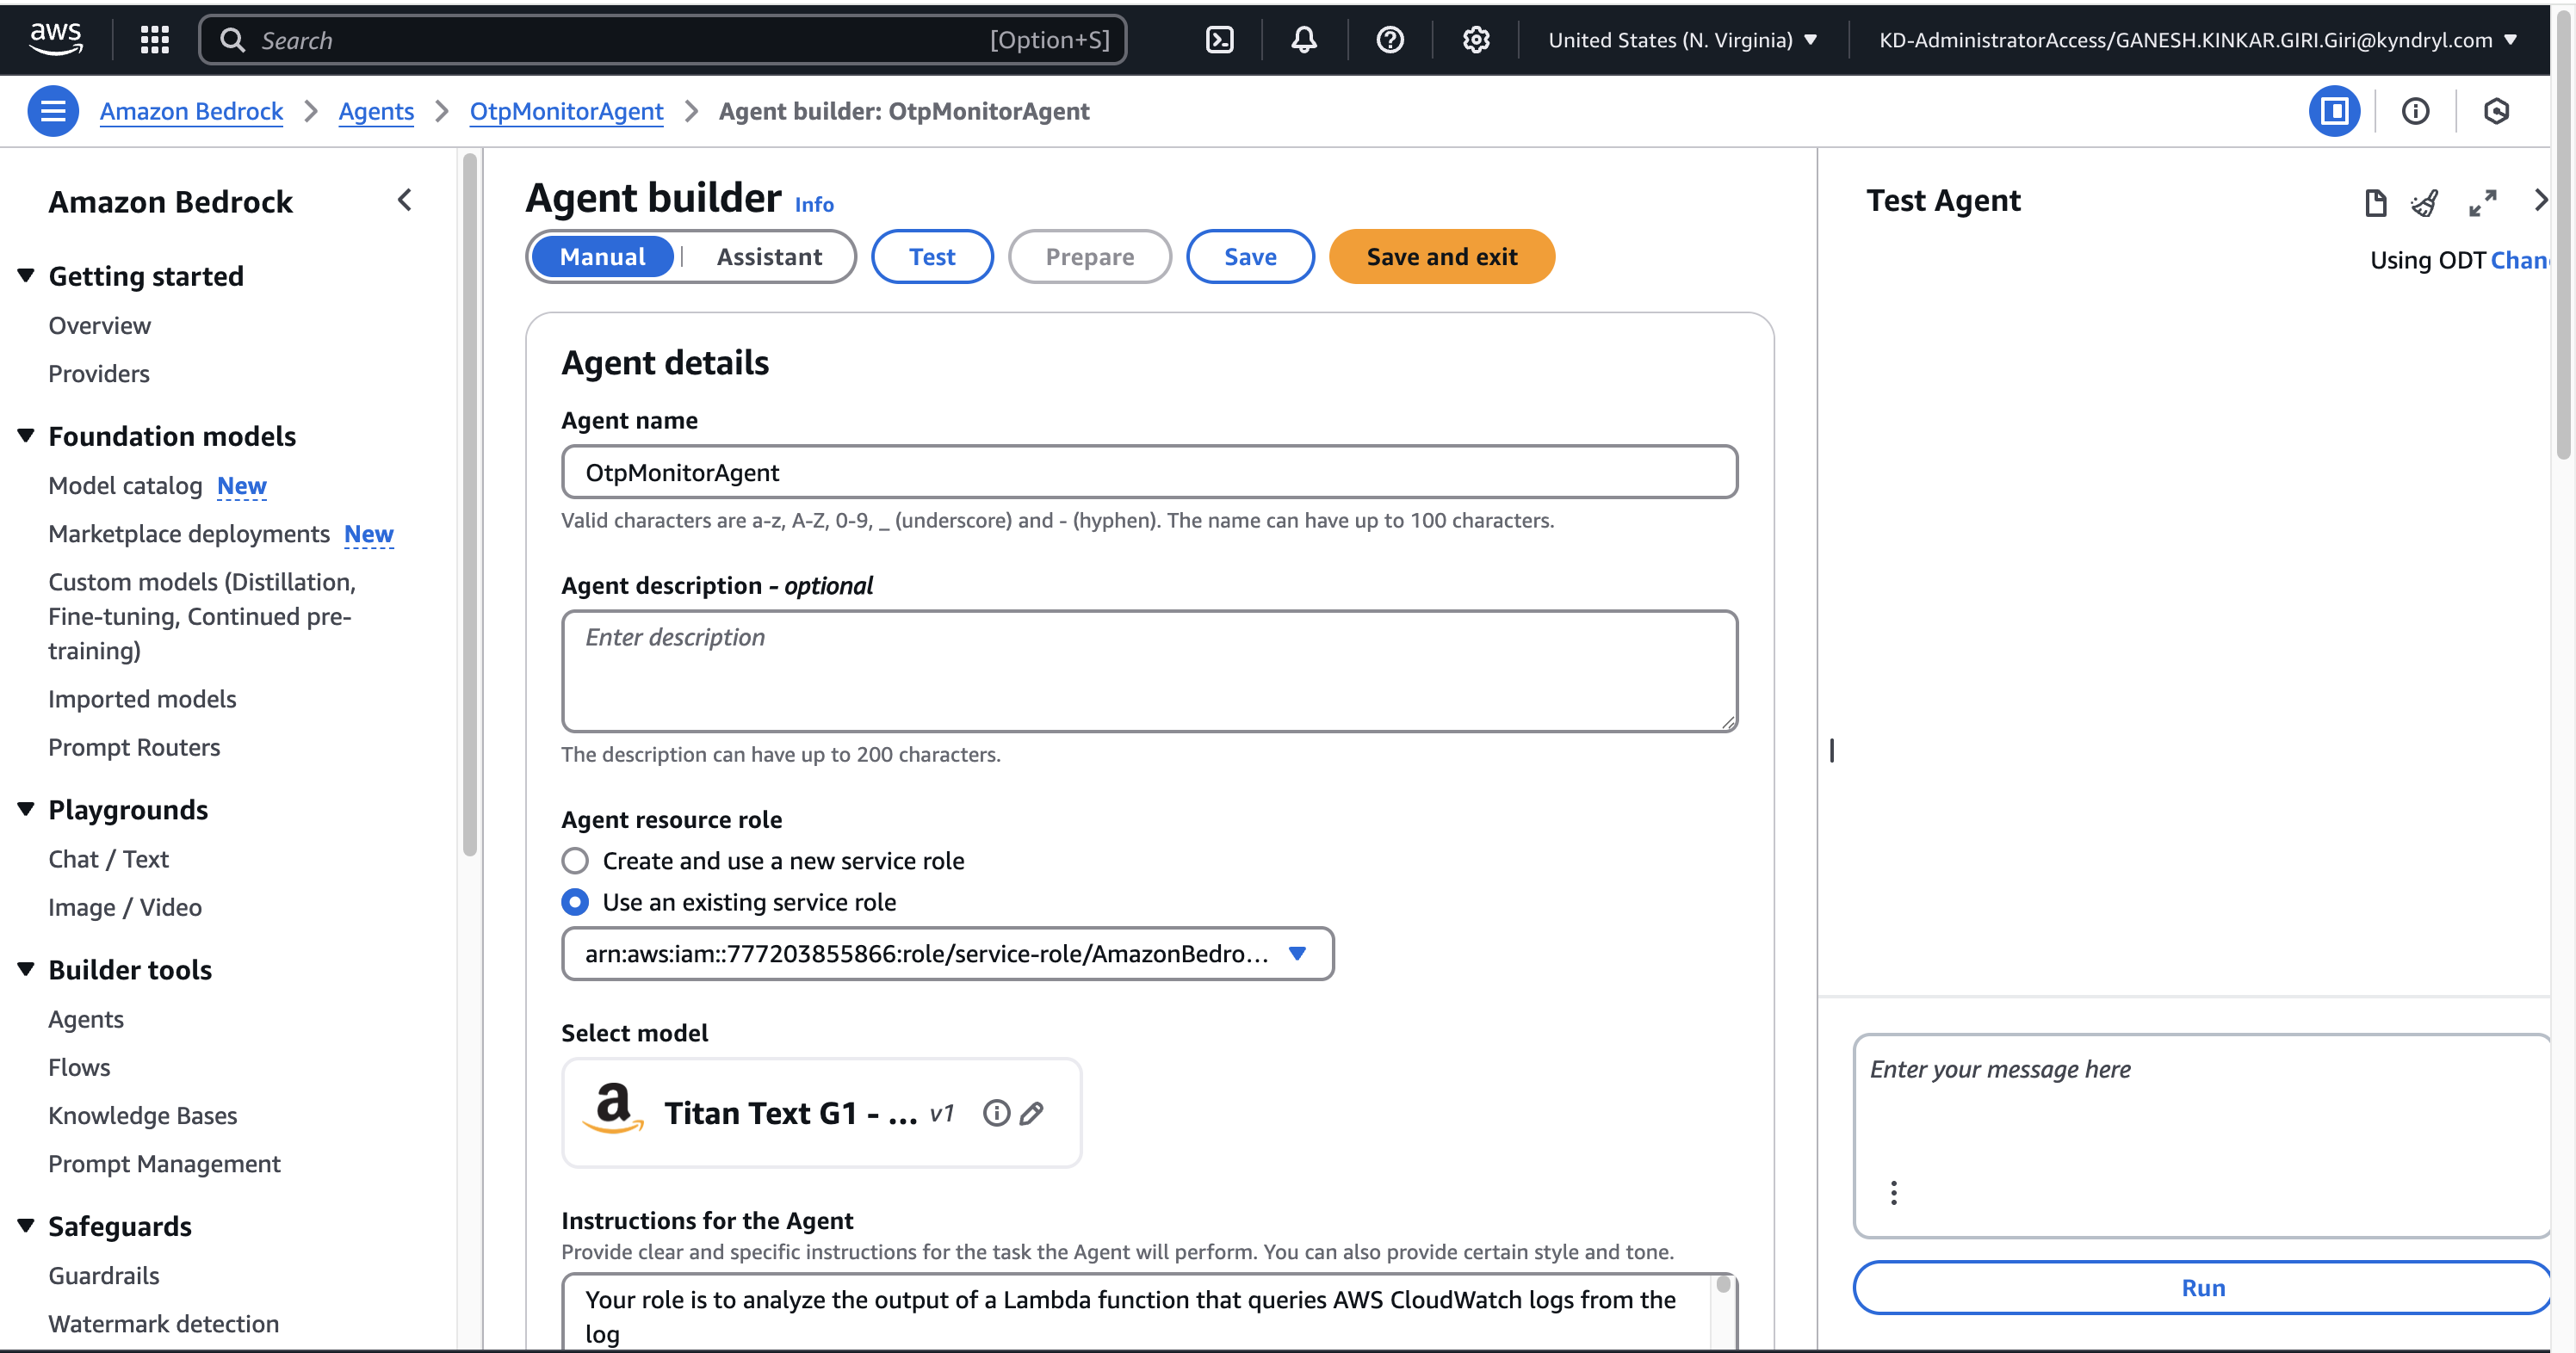 aws
Search [Option+S]
United States (N. Virginia)
KD-AdministratorAccess/GANESH.KINKAR.GIRI.Giri@kyndryl.com
Amazon Bedrock > Agents > OtpMonitorAgent > Agent builder: OtpMonitorAgent
Amazon Bedrock
Getting started
Overview
Providers
Foundation models
Model catalog New
Marketplace deployments New
Custom models (Distillation,
Fine-tuning, Continued pre-
training)
Imported models
Prompt Routers
Playgrounds
Chat / Text
Image / Video
Builder tools
Agents
Flows
Knowledge Bases
Prompt Management
Safeguards
Guardrails
Watermark detection
Agent builder Info
Manual | Assistant Test Prepare Save Save and exit
Agent details
Agent name
OtpMonitorAgent
Valid characters are a-z, A-Z, 0-9, _ (underscore) and - (hyphen). The name can have up to 100 characters.
Agent description - optional
Enter description
The description can have up to 200 characters.
Agent resource role
Create and use a new service role
Use an existing service role
arn:aws:iam::777203855866:role/service-role/AmazonBedro...
Select model
a Titan Text G1 - ... v1
Instructions for the Agent
Provide clear and specific instructions for the task the Agent will perform. You can also provide certain style and tone.
Your role is to analyze the output of a Lambda function that queries AWS CloudWatch logs from the
log
Test Agent
Using ODT Chan
Enter your message here
Run